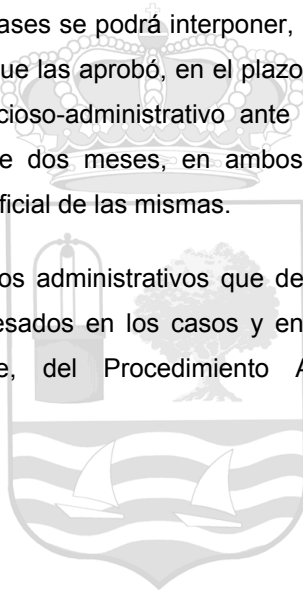 ases se podrá interponer,
ue las aprobó, en el plazo
cioso-administrativo ante
e dos meses, en ambos
ficial de las mismas.
os administrativos que de
esados en los casos y en
e, del Procedimiento A